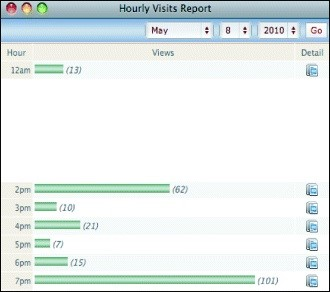 Hourly Visits Report
May 8 2010 Go
Hour Views Detail
12am (13)
2pm (62)
3pm (10)
4pm (21)
5pm (7)
6pm (15)
7pm (101)